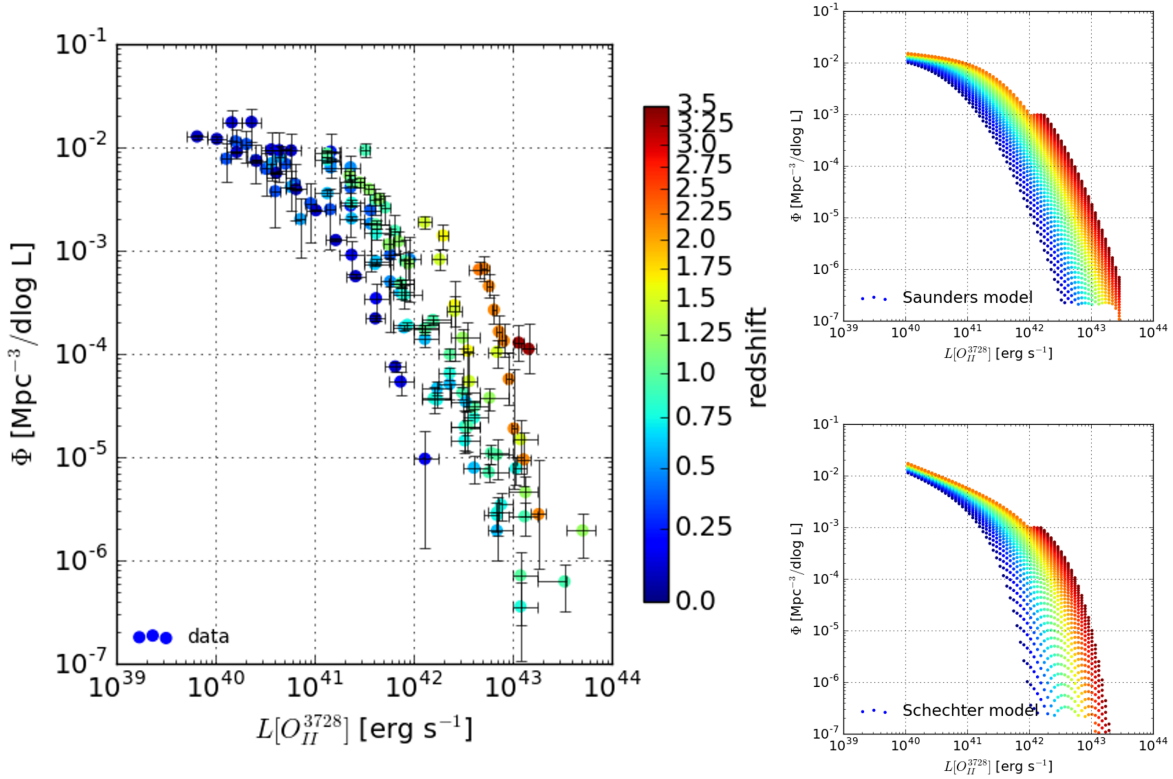 10⁻¹
10⁻²
10⁻³
10⁻⁴
10⁻⁵
10⁻⁶
10⁻⁷
Φ [Mpc⁻³/dlog L]
data
10³⁹ 10⁴⁰ 10⁴¹ 10⁴² 10⁴³ 10⁴⁴
L[O_{II}^{3728}] [erg s⁻¹]
3.5
3.25
3.0
2.75
2.5
2.25
2.0
1.75
1.5
1.25
1.0
0.75
0.5
0.25
0.0
redshift
10⁻¹
10⁻²
10⁻³
10⁻⁴
10⁻⁵
10⁻⁶
10⁻⁷
Φ [Mpc⁻³/dlog L]
Saunders model
10³⁹ 10⁴⁰ 10⁴¹ 10⁴² 10⁴³ 10⁴⁴
L[O_{II}^{3728}] [erg s⁻¹]
10⁻¹
10⁻²
10⁻³
10⁻⁴
10⁻⁵
10⁻⁶
10⁻⁷
Φ [Mpc⁻³/dlog L]
Schechter model
10³⁹ 10⁴⁰ 10⁴¹ 10⁴² 10⁴³ 10⁴⁴
L[O_{II}^{3728}] [erg s⁻¹]